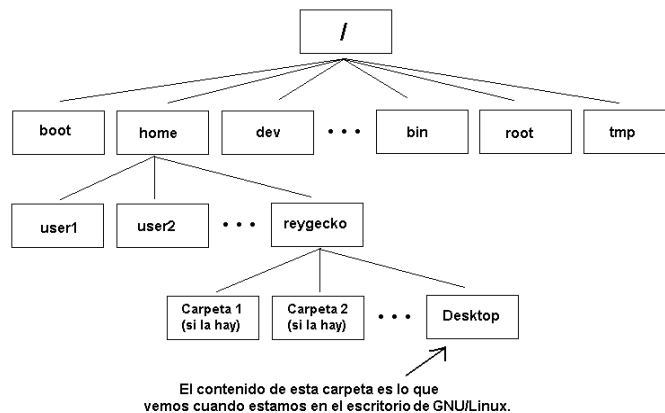 /
boot home dev • • • bin root tmp
user1 user2 • • • reygecko
Carpeta 1 Carpeta 2 • • • Desktop
(si la hay) (si la hay)
El contenido de esta carpeta es lo que
vemos cuando estamos en el escritorio de GNU/Linux.